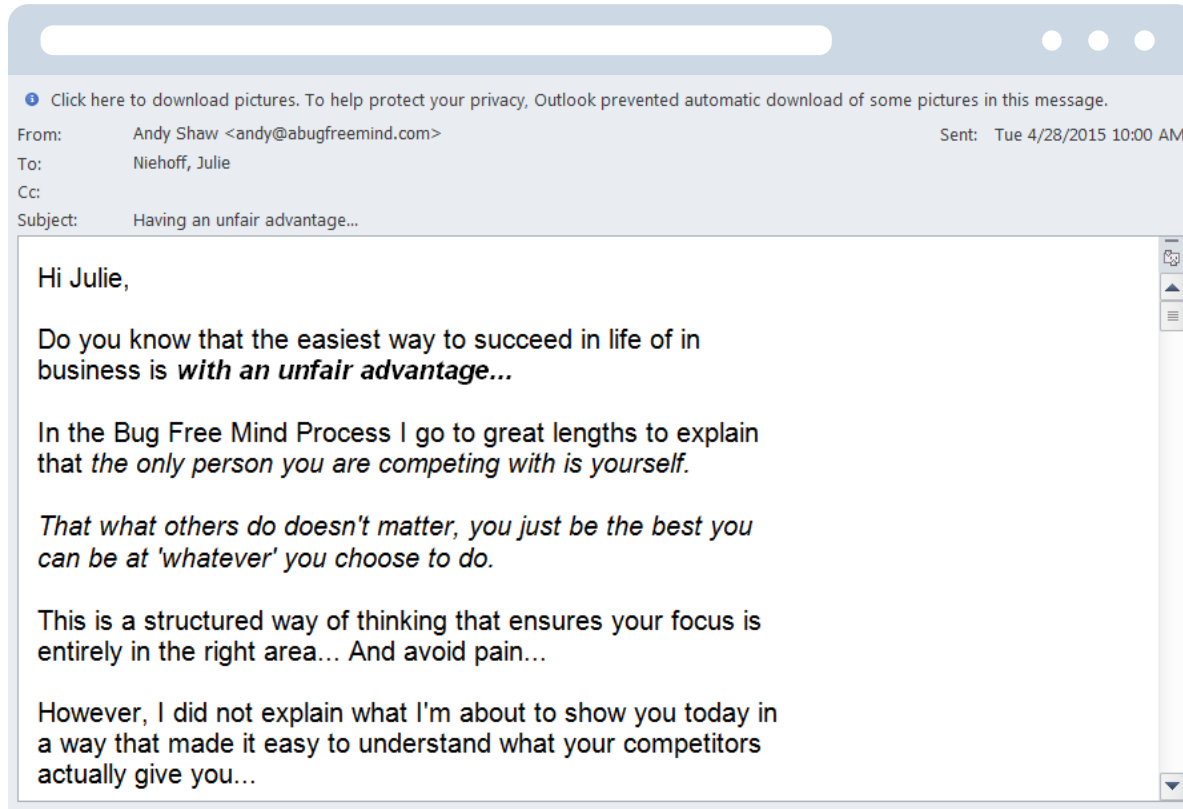 Click here to download pictures. To help protect your privacy, Outlook prevented automatic download of some pictures in this message.
From: Andy Shaw <andy@abugfreemind.com> Sent: Tue 4/28/2015 10:00 AM
To: Niehoff, Julie
Cc:
Subject: Having an unfair advantage...
Hi Julie,
Do you know that the easiest way to succeed in life of in
business is with an unfair advantage...
In the Bug Free Mind Process I go to great lengths to explain
that the only person you are competing with is yourself.
That what others do doesn't matter, you just be the best you
can be at 'whatever' you choose to do.
This is a structured way of thinking that ensures your focus is
entirely in the right area... And avoid pain...
However, I did not explain what I'm about to show you today in
a way that made it easy to understand what your competitors
actually give you...